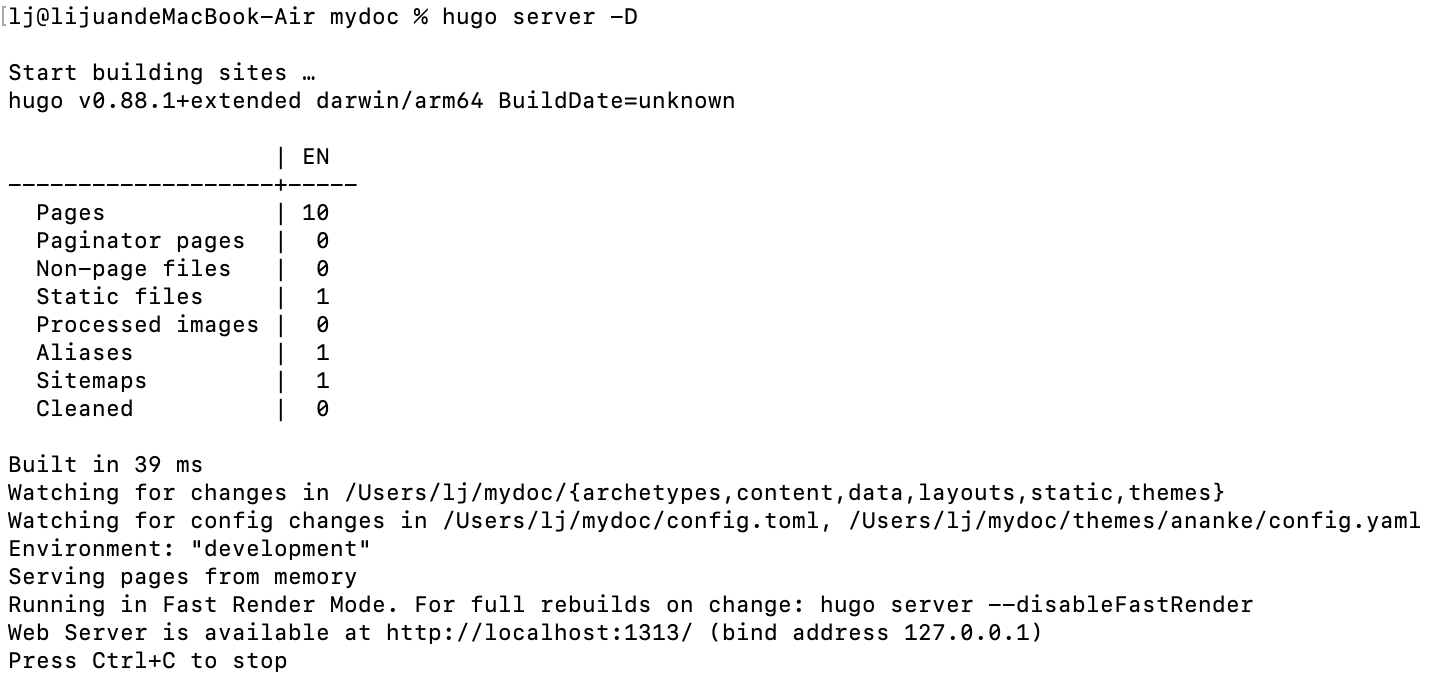 [lj@lijuandeMacBook-Air mydoc % hugo server -D
Start building sites …
hugo v0.88.1+extended darwin/arm64 BuildDate=unknown
                   | EN
-------------------+-----
  Pages            | 10
  Paginator pages  |  0
  Non-page files   |  0
  Static files     |  1
  Processed images |  0
  Aliases          |  1
  Sitemaps         |  1
  Cleaned          |  0
Built in 39 ms
Watching for changes in /Users/lj/mydoc/{archetypes,content,data,layouts,static,themes}
Watching for config changes in /Users/lj/mydoc/config.toml, /Users/lj/mydoc/themes/ananke/config.yaml
Environment: "development"
Serving pages from memory
Running in Fast Render Mode. For full rebuilds on change: hugo server --disableFastRender
Web Server is available at http://localhost:1313/ (bind address 127.0.0.1)
Press Ctrl+C to stop